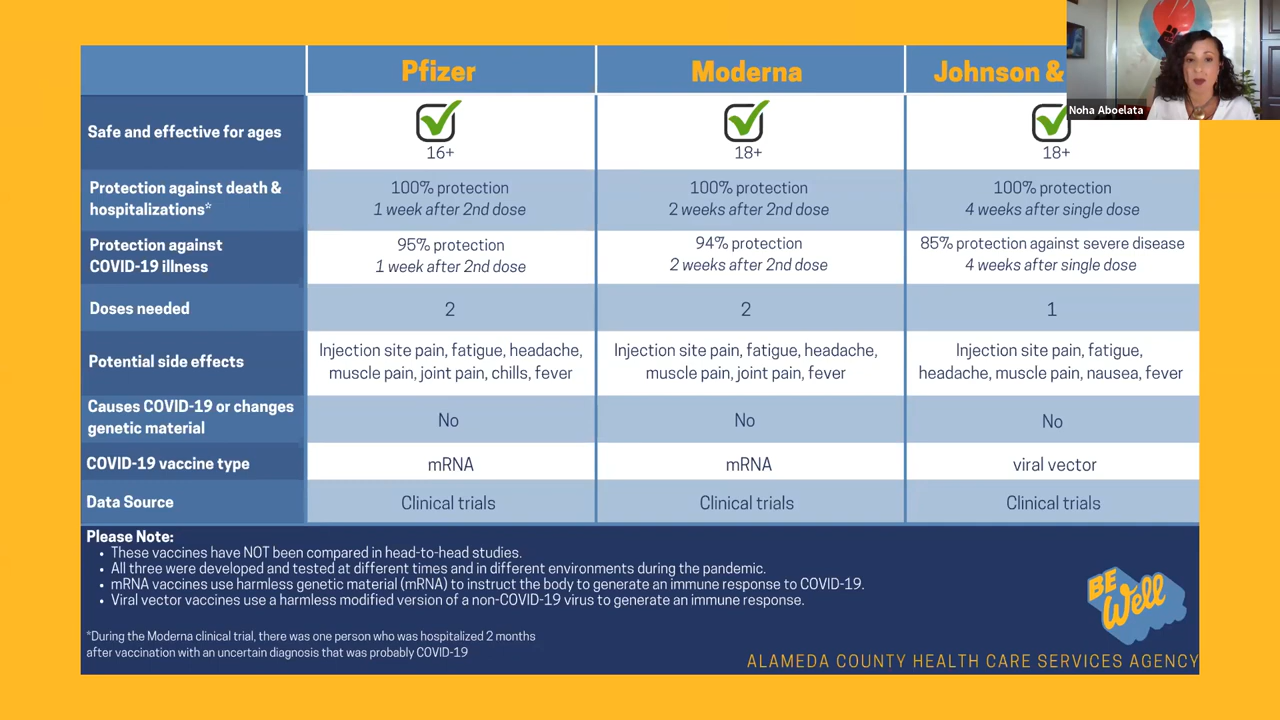 Pfizer
Moderna
Johnson &
Noha Aboelata
Safe and effective for ages
16+
18+
18+
Protection against death &
hospitalizations*
100% protection
1 week after 2nd dose
100% protection
2 weeks after 2nd dose
100% protection
4 weeks after single dose
Protection against
COVID-19 illness
95% protection
1 week after 2nd dose
94% protection
2 weeks after 2nd dose
85% protection against severe disease
4 weeks after single dose
Doses needed
2
2
1
Potential side effects
Injection site pain, fatigue, headache,
muscle pain, joint pain, chills, fever
Injection site pain, fatigue, headache,
muscle pain, joint pain, fever
Injection site pain, fatigue,
headache, muscle pain, nausea, fever
Causes COVID-19 or changes
genetic material
No
No
No
COVID-19 vaccine type
mRNA
mRNA
viral vector
Data Source
Clinical trials
Clinical trials
Clinical trials
Please Note:
• These vaccines have NOT been compared in head-to-head studies.
• All three were developed and tested at different times and in different environments during the pandemic.
• mRNA vaccines use harmless genetic material (mRNA) to instruct the body to generate an immune response to COVID-19.
• Viral vector vaccines use a harmless modified version of a non-COVID-19 virus to generate an immune response.
*During the Moderna clinical trial, there was one person who was hospitalized 2 months
after vaccination with an uncertain diagnosis that was probably COVID-19
BE
Well
ALAMEDA COUNTY HEALTH CARE SERVICES AGENCY